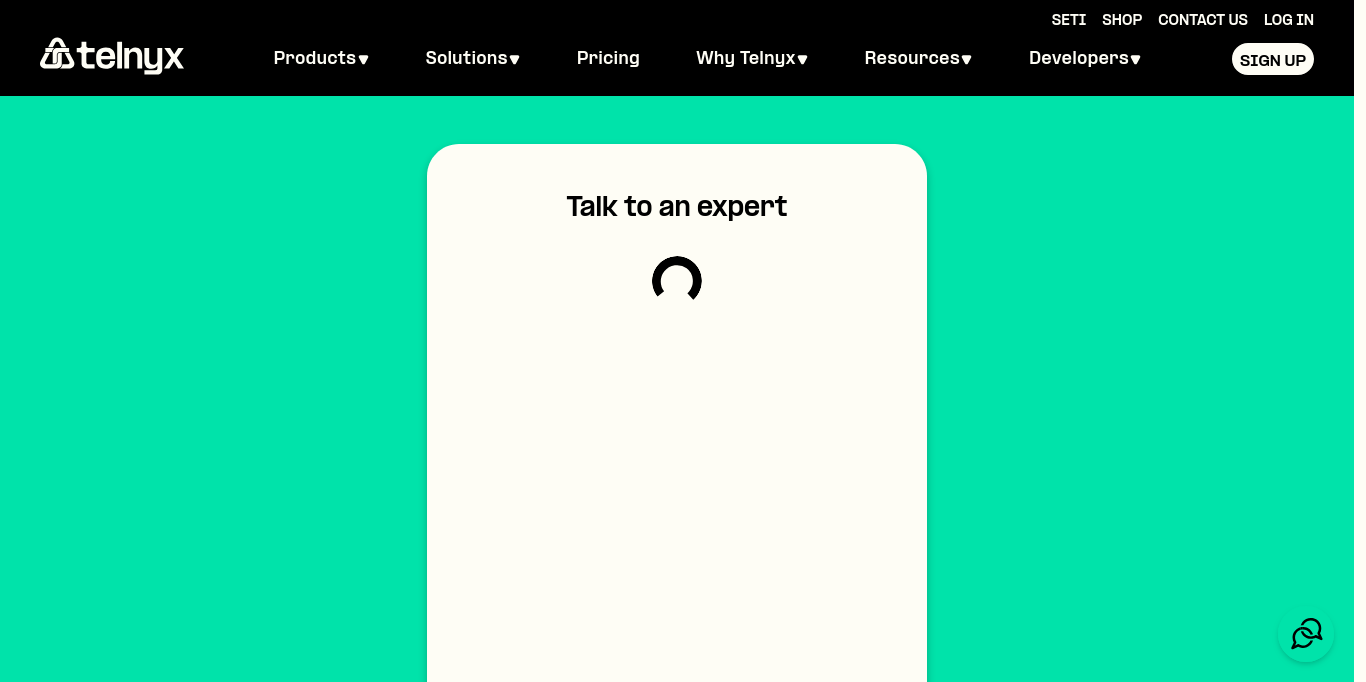 SETI SHOP CONTACT US LOG IN
telnyx Products Solutions Pricing Why Telnyx Resources Developers SIGN UP
Talk to an expert